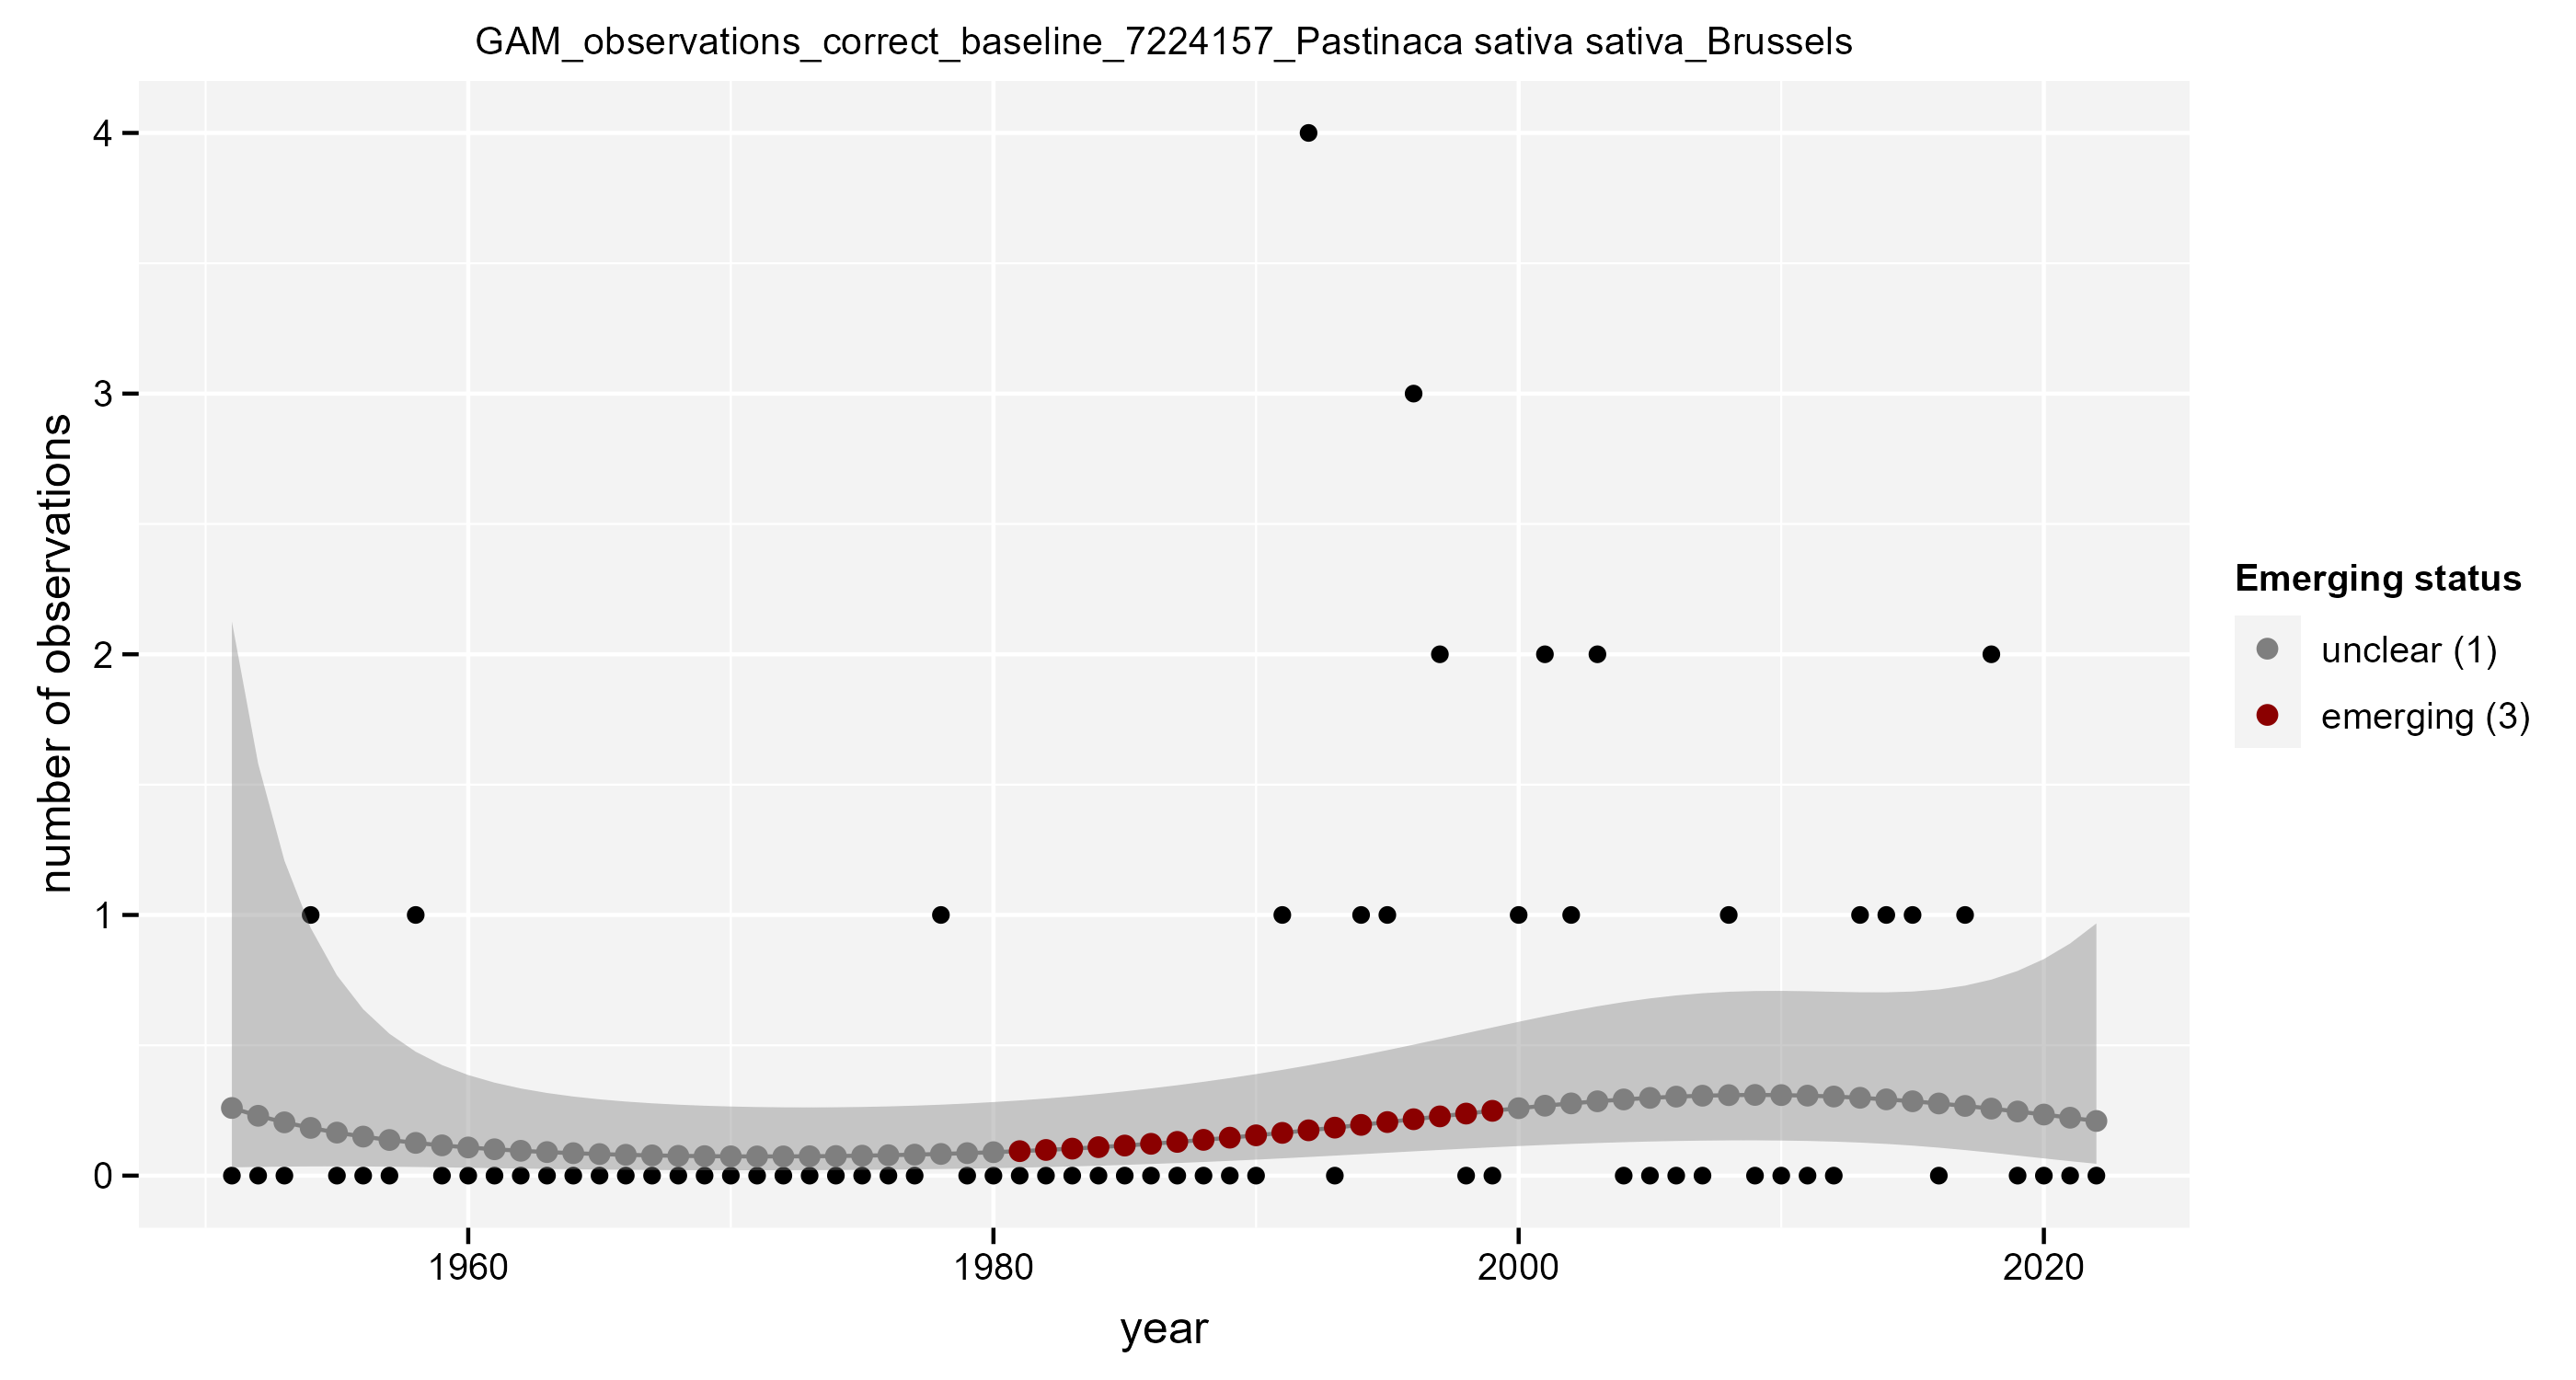 GAM_observations_correct_baseline_7224157_Pastinaca sativa sativa_Brussels
number of observations
4
3
2
1
0
1960
1980
2000
2020
year
Emerging status
unclear (1)
emerging (3)